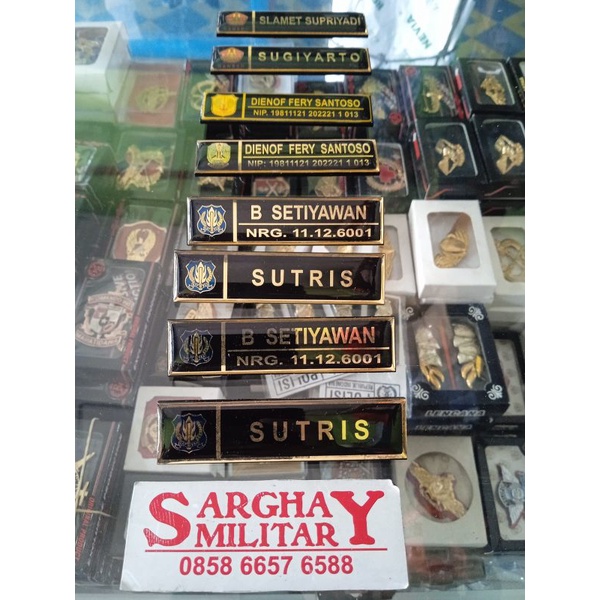 SLAMET SUPRIYADI
SUGIYARTO
DIENOF FERY SANTOSO
NIP. 19811121 202221 1 013
DIENOF FERY SANTOSO
NIP: 19811121 202221 1 013
B SETIYAWAN
NRG. 11.12.6001
SUTRIS
B SETIYAWAN
NRG. 11.12.6001
SUTRIS
LENCANA
SARGHAY
MILITARY
0858 6657 6588